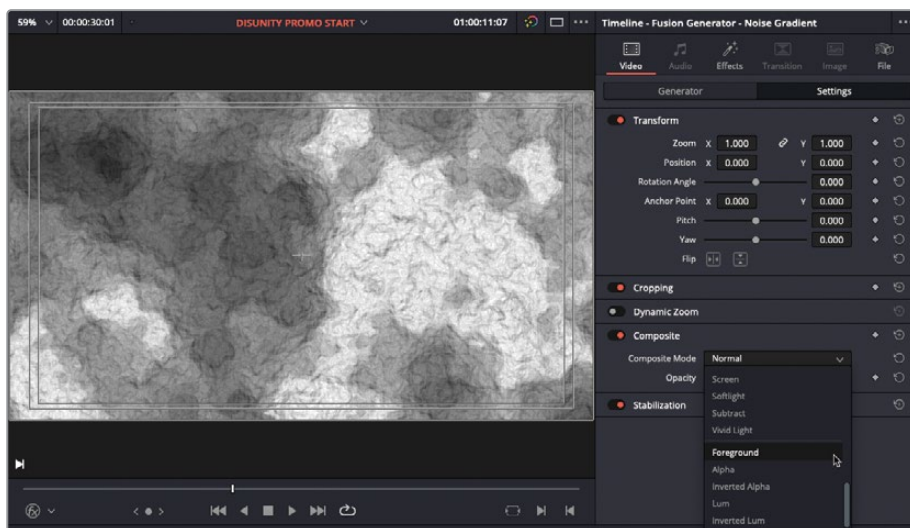 59% 00:00:30:01 DISUNITY PROMO START 01:00:11:07
Timeline - Fusion Generator - Noise Gradient
Video Audio Effects Transition Image File
Generator Settings
Transform
Zoom X 1.000 Y 1.000
Position X 0.000 Y 0.000
Rotation Angle 0.000
Anchor Point X 0.000 Y 0.000
Pitch 0.000
Yaw 0.000
Flip
Cropping
Dynamic Zoom
Composite
Composite Mode Normal
Opacity
Screen
Softlight
Stabilization
Subtract
Vivid Light
Foreground
Alpha
Inverted Alpha
Lum
Inverted Lum